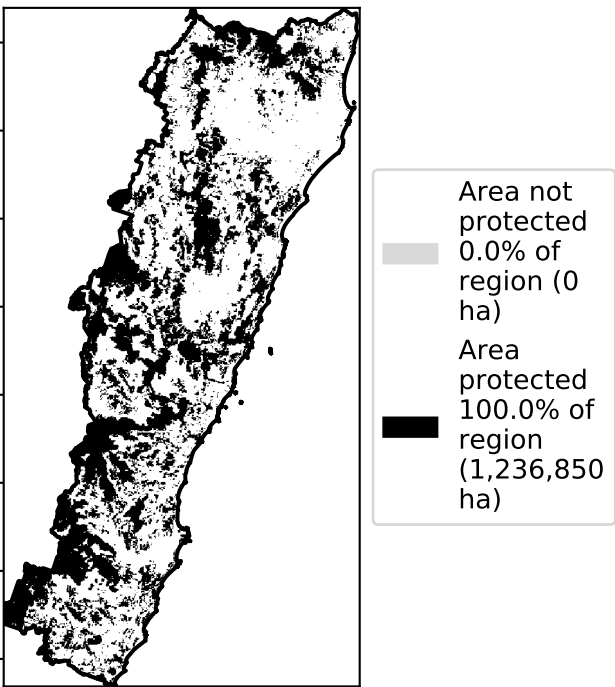 Area not
protected
0.0% of
region (0
ha)
Area
protected
100.0% of
region
(1,236,850
ha)